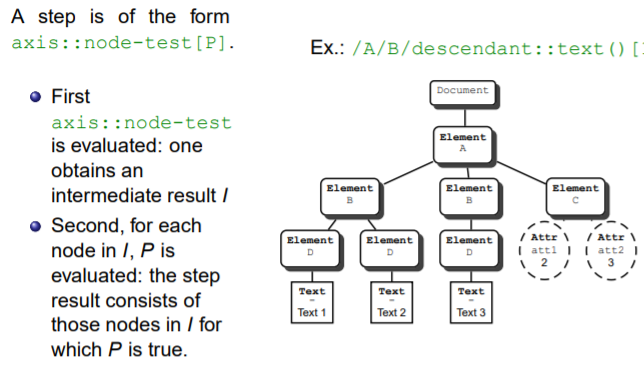 A step is of the form
axis::node-test[P].
First
axis::node-test
is evaluated: one
obtains an
intermediate result I
Second, for each
node in I, P is
evaluated: the step
result consists of
those nodes in I for
which P is true.
Ex.: /A/B/descendant::text()[
Document
Element
A
Element Element Element
B B C
Element Element Element Attr Attr
D D D att1 att2
2 3
Text Text Text
– – –
Text 1 Text 2 Text 3